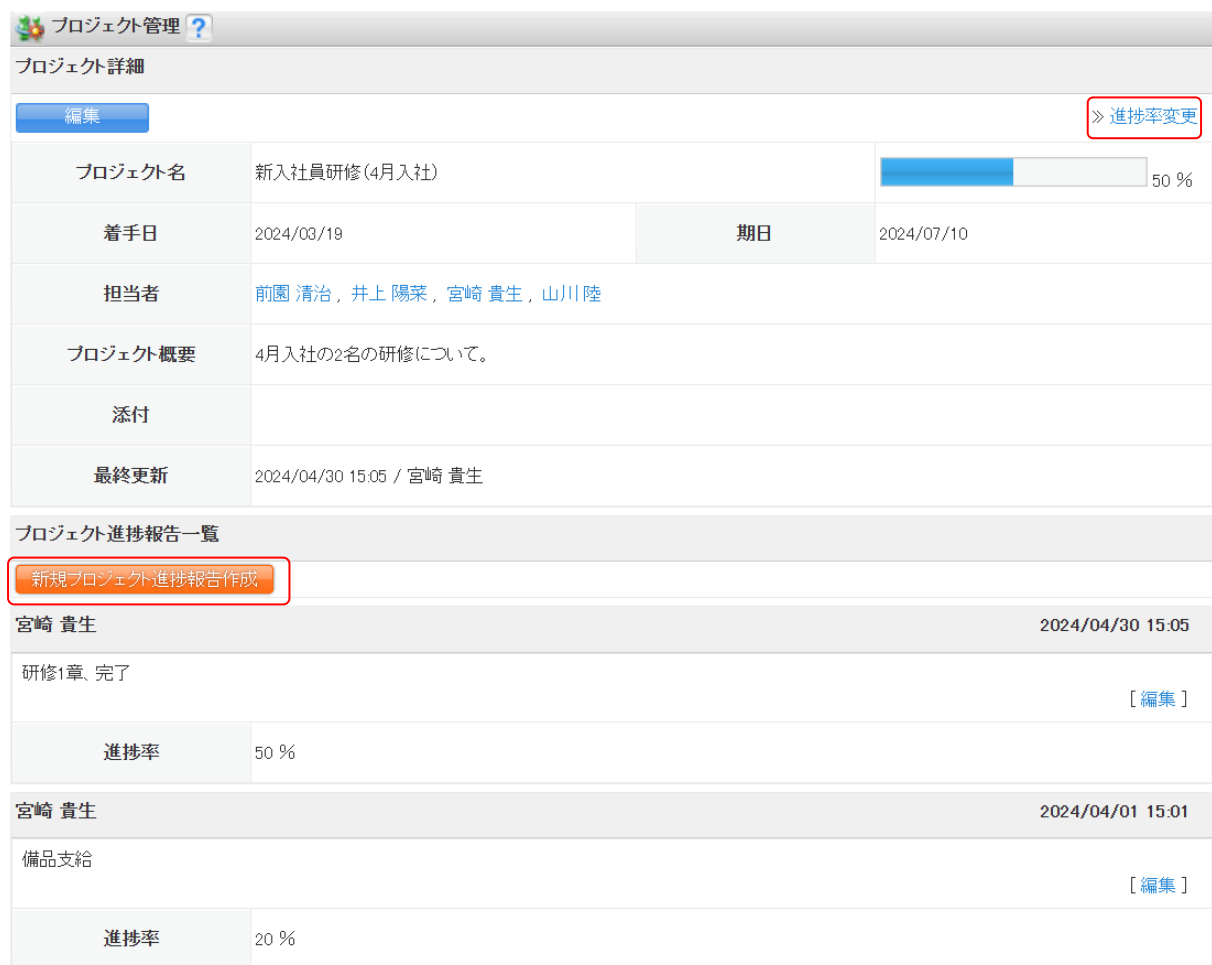 プロジェクト管理 ?
プロジェクト詳細
編集
≫ 進捗率変更
プロジェクト名 新入社員研修(4月入社) 50 %
着手日 2024/03/19 期日 2024/07/10
担当者 前園 清治 , 井上 陽菜 , 宮崎 貴生 , 山川 陸
プロジェクト概要 4月入社の2名の研修について。
添付
最終更新 2024/04/30 15:05 / 宮崎 貴生
プロジェクト進捗報告一覧
新規プロジェクト進捗報告作成
宮崎 貴生 2024/04/30 15:05
研修1章、完了
[ 編集 ]
進捗率 50 %
宮崎 貴生 2024/04/01 15:01
備品支給
[ 編集 ]
進捗率 20 %